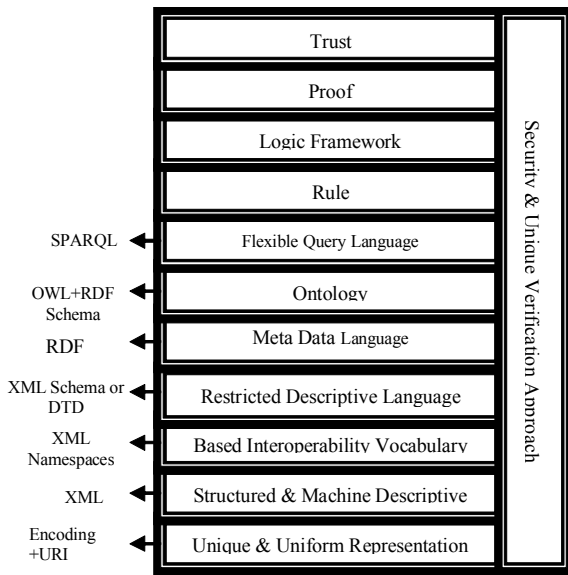 Trust
Proof
Logic Framework
Rule
SPARQL
Flexible Query Language
OWL+RDF
Schema
Ontology
RDF
Meta Data Language
XML Schema or
DTD
Restricted Descriptive Language
XML
Namespaces
Based Interoperability Vocabulary
XML
Structured & Machine Descriptive
Encoding
+URI
Unique & Uniform Representation
Security & Unique Verification Approach